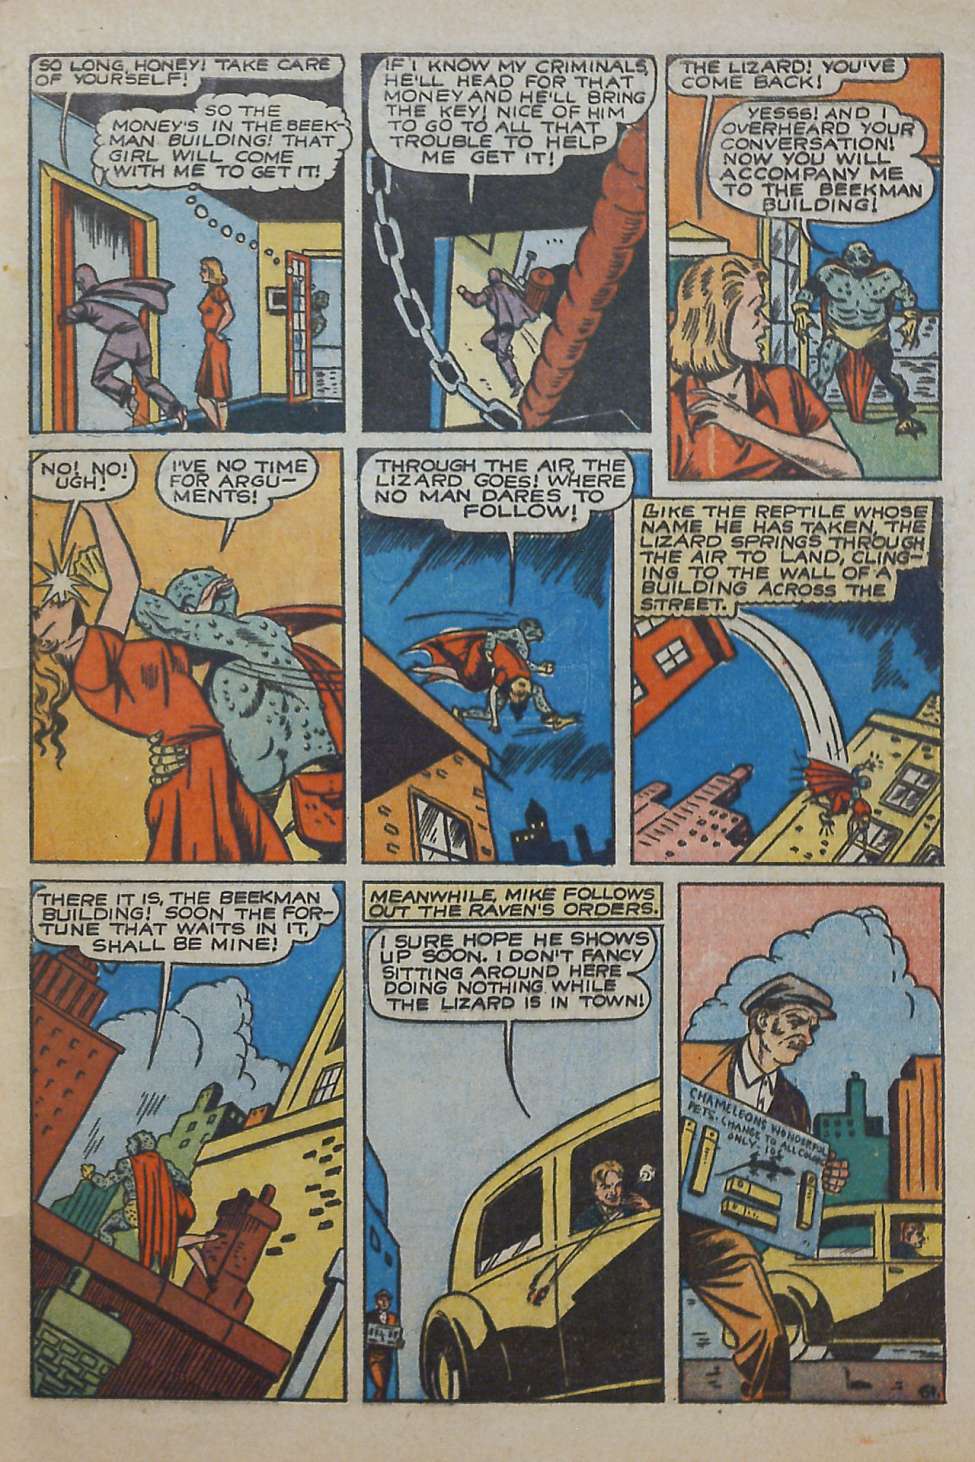 SO LONG, HONEY! TAKE CARE
OF YOURSELF!
SO THE
MONEY'S IN THE BEEK-
MAN BUILDING! THAT
GIRL WILL COME
WITH ME TO GET IT!
IF I KNOW MY CRIMINALS,
HE'LL HEAD FOR THAT
MONEY AND HE'LL BRING
THE KEY! NICE OF HIM
TO GO TO ALL THAT
TROUBLE TO HELP
ME GET IT!
THE LIZARD! YOU'VE
COME BACK!
YESSS! AND I
OVERHEARD YOUR
CONVERSATION!
NOW YOU WILL
ACCOMPANY ME
TO THE BEEKMAN
BUILDING!
NO! NO!
UGH!
I'VE NO TIME
FOR ARGU-
MENTS!
THROUGH THE AIR, THE
LIZARD GOES! WHERE
NO MAN DARES TO
FOLLOW!
LIKE THE REPTILE WHOSE
NAME HE HAS TAKEN, THE
LIZARD SPRINGS THROUGH
THE AIR TO LAND, CLING-
ING TO THE WALL OF A
BUILDING ACROSS THE
STREET.
THERE IT IS, THE BEEKMAN
BUILDING! SOON THE FOR-
TUNE THAT WAITS IN IT,
SHALL BE MINE!
MEANWHILE, MIKE FOLLOWS
OUT THE RAVEN'S ORDERS.
I SURE HOPE HE SHOWS
UP SOON. I DON'T FANCY
SITTING AROUND HERE
DOING NOTHING WHILE
THE LIZARD IS IN TOWN!
CHAMELEONS WONDERFUL
PETS. CHANGE TO ALL COLORS
ONLY. 10¢